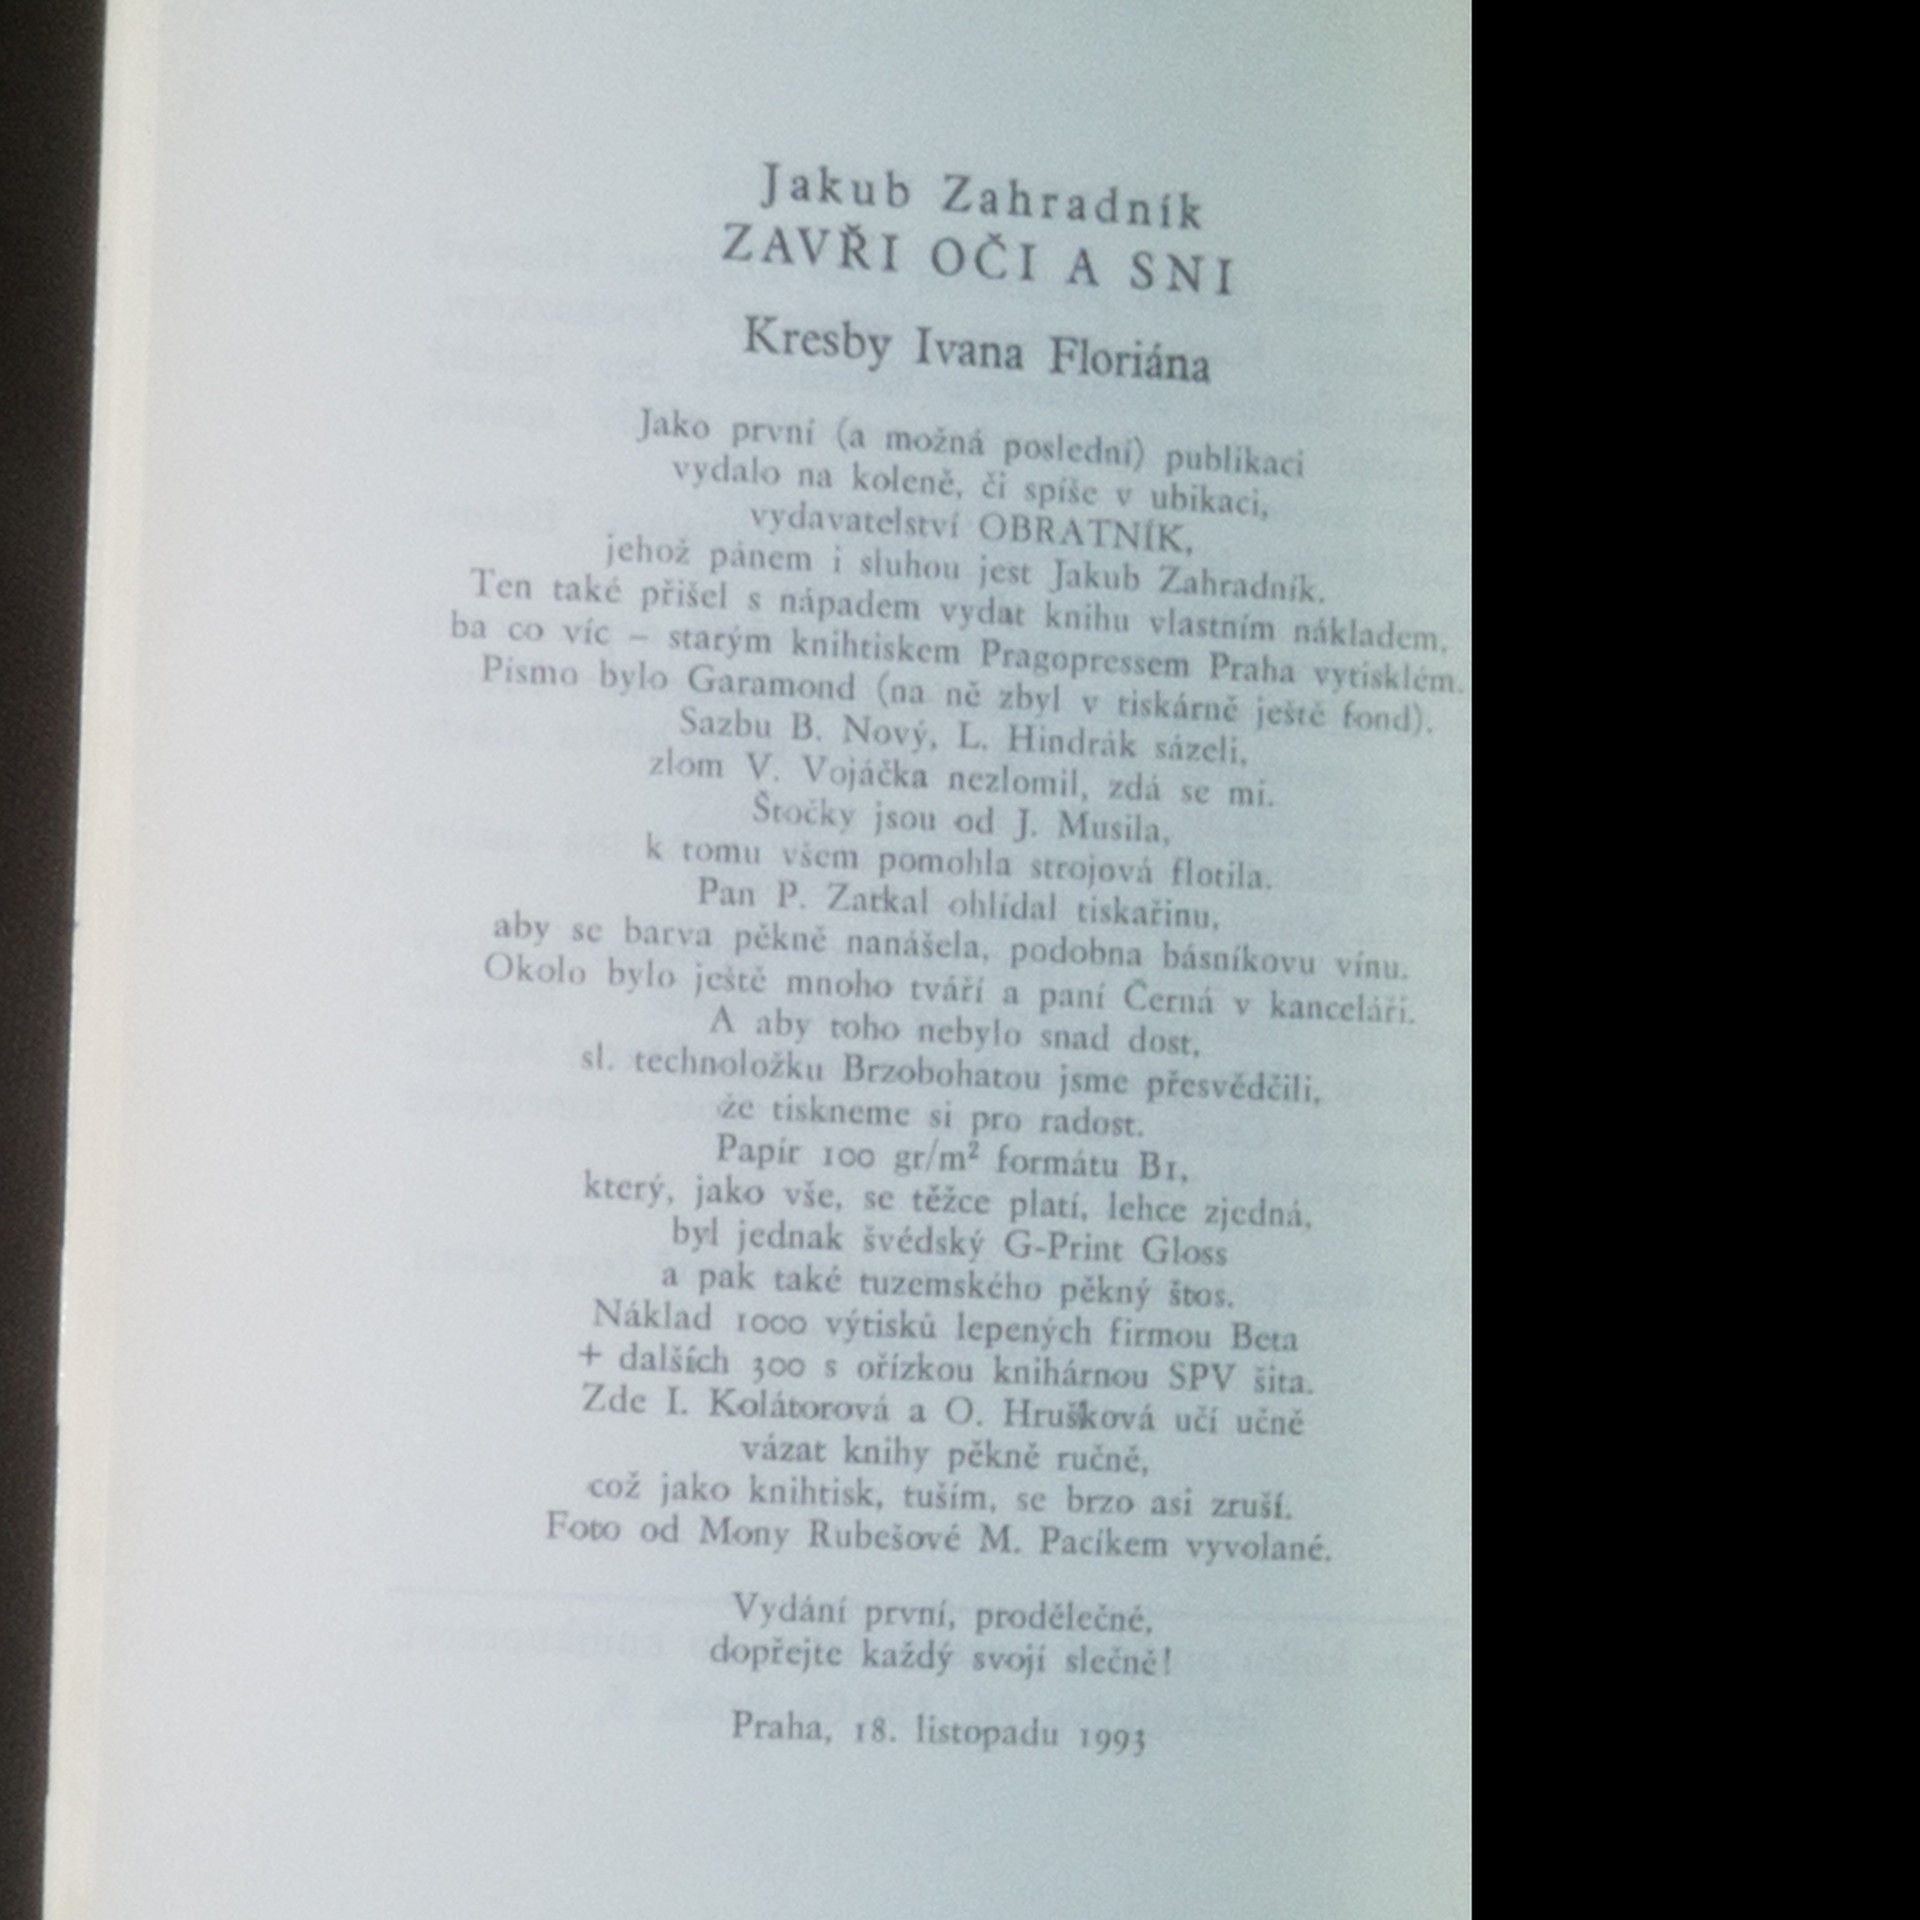 Jakub Zahradník
ZAVŘI OČI A SNI
Kresby Ivana Floriána
Jako první (a možná poslední) publikaci
vydalo na koleně, či spíše v ubikaci,
vydavatelství OBRATNÍK,
jehož pánem i sluhou jest Jakub Zahradník.
Ten také přišel s nápadem vydat knihu vlastním nákladem,
ba co víc – starým knihtiskem Pragopressem Praha vytisklém.
Písmo bylo Garamond (na ně zbyl v tiskárně ještě fond).
Sazbu B. Nový, L. Hindrák sázeli,
zlom V. Vojáčka nezlomil, zdá se mi.
Štočky jsou od J. Musila,
k tomu všem pomohla strojová flotila.
Pan P. Zatkal ohlídal tiskařinu,
aby se barva pěkně nanášela, podobna básníkovu vínu.
Okolo bylo ještě mnoho tváří a paní Černá v kanceláři.
A aby toho nebylo snad dost,
sl. technoložku Brzobohatou jsme přesvědčili,
že tiskneme si pro radost.
Papír 100 gr/m² formátu B1,
který, jako vše, se těžce platí, lehce zjedná,
byl jednak švédský G-Print Gloss
a pak také tuzemského pěkný štos.
Náklad 1000 výtisků lepených firmou Beta
+ dalších 300 s ořízkou knihárnou SPV šita.
Zde I. Kolátorová a O. Hrušková učí učně
vázat knihy pěkně ručně,
což jako knihtisk, tuším, se brzo asi zruší.
Foto od Mony Rubešové M. Pacíkem vyvolané.
Vydání první, prodělečné,
dopřejte každý svojí slečně!
Praha, 18. listopadu 1993